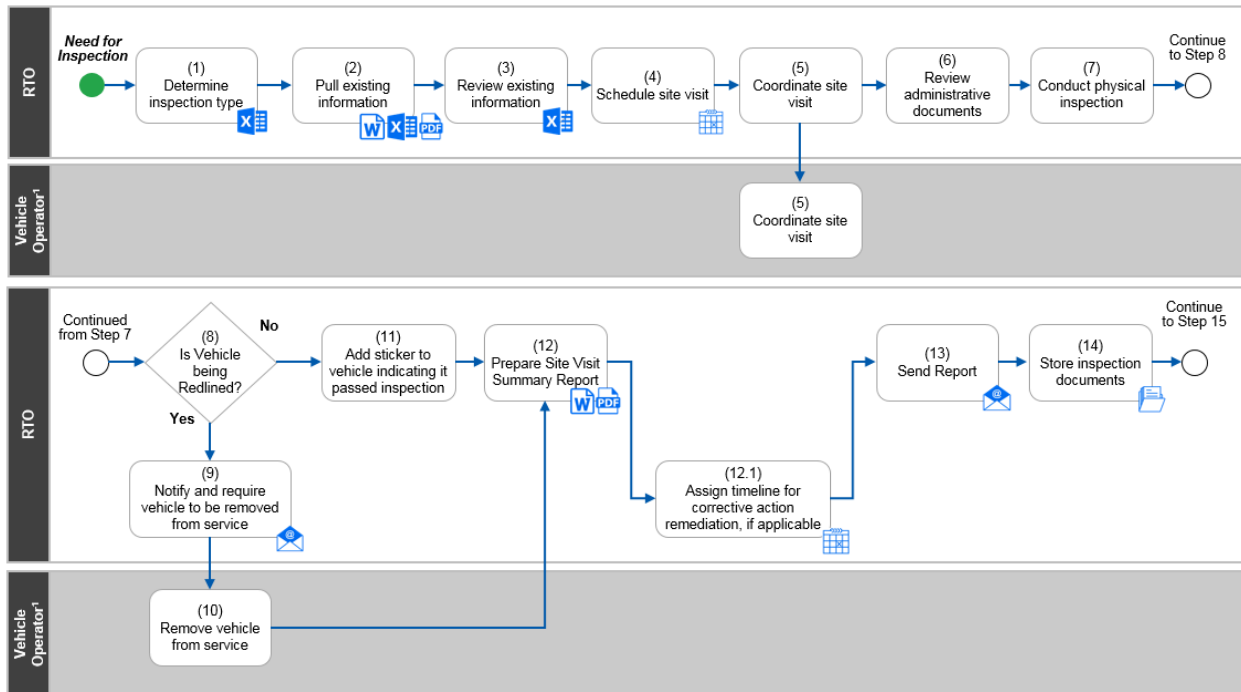 RTO
Need for
Inspection
(1)
Determine
inspection type
(2)
Pull existing
information
(3)
Review existing
information
(4)
Schedule site visit
(5)
Coordinate site
visit
(6)
Review
administrative
documents
(7)
Conduct physical
inspection
Continue
to Step 8
X
W
X
PDF
X
Vehicle
Operator¹
(5)
Coordinate site
visit
RTO
Continued
from Step 7
(8)
Is Vehicle
being
Redlined?
No
Yes
(11)
Add sticker to
vehicle indicating it
passed inspection
(12)
Prepare Site Visit
Summary Report
W
PDF
(13)
Send Report
@
(14)
Store inspection
documents
Continue
to Step 15
(9)
Notify and require
vehicle to be removed
from service
@
(12.1)
Assign timeline for
corrective action
remediation, if applicable
Vehicle
Operator¹
(10)
Remove vehicle
from service